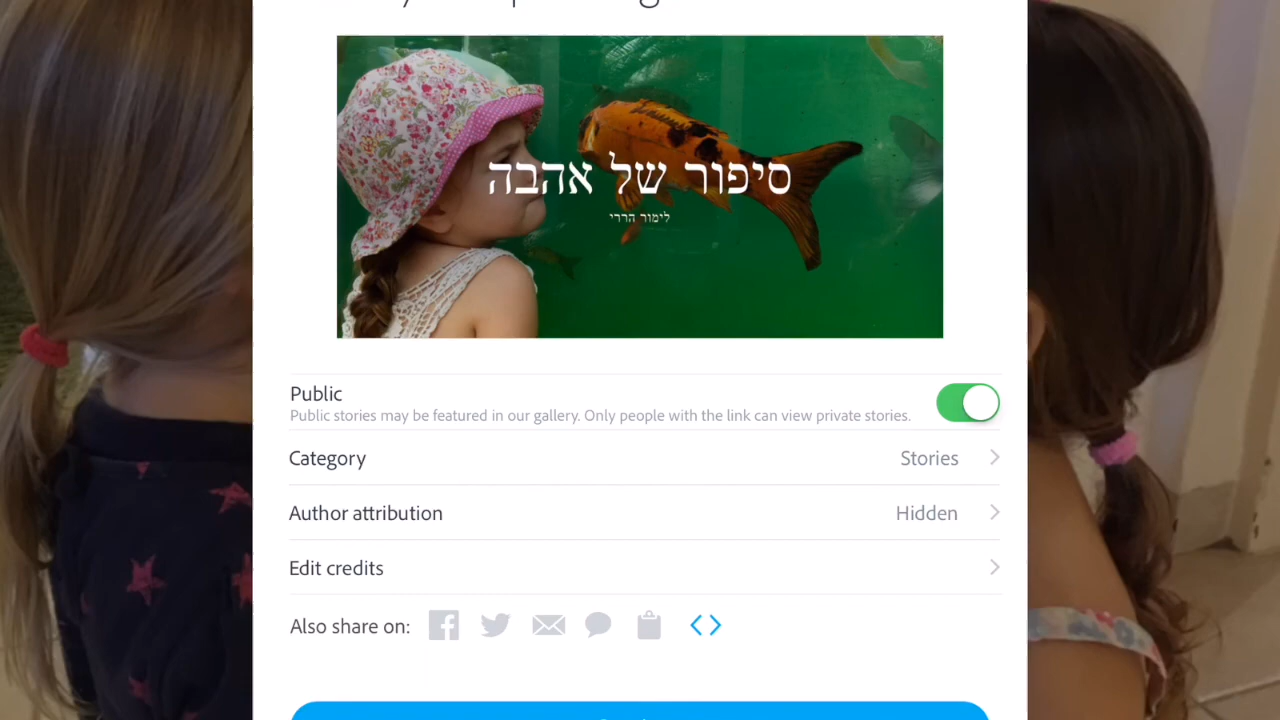 סיפור של אהבה
לימור הררי
Public
Public stories may be featured in our gallery. Only people with the link can view private stories.
Category
Stories
Author attribution
Hidden
Edit credits
Also share on: